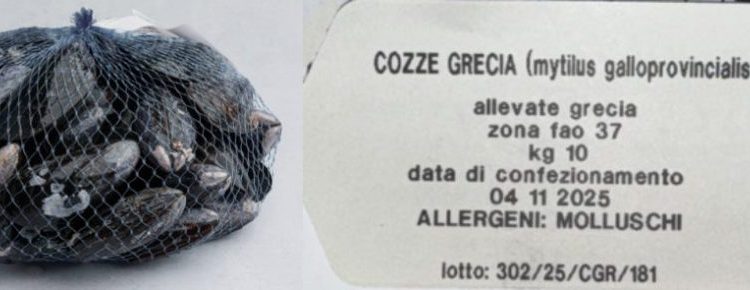 COZZE GRECIA (mytilus galloprovincialis
allevate grecia
zona fao 37
kg 10
data di confezionamento
04 11 2025
ALLERGENI: MOLLUSCHI
lotto: 302/25/CGR/181